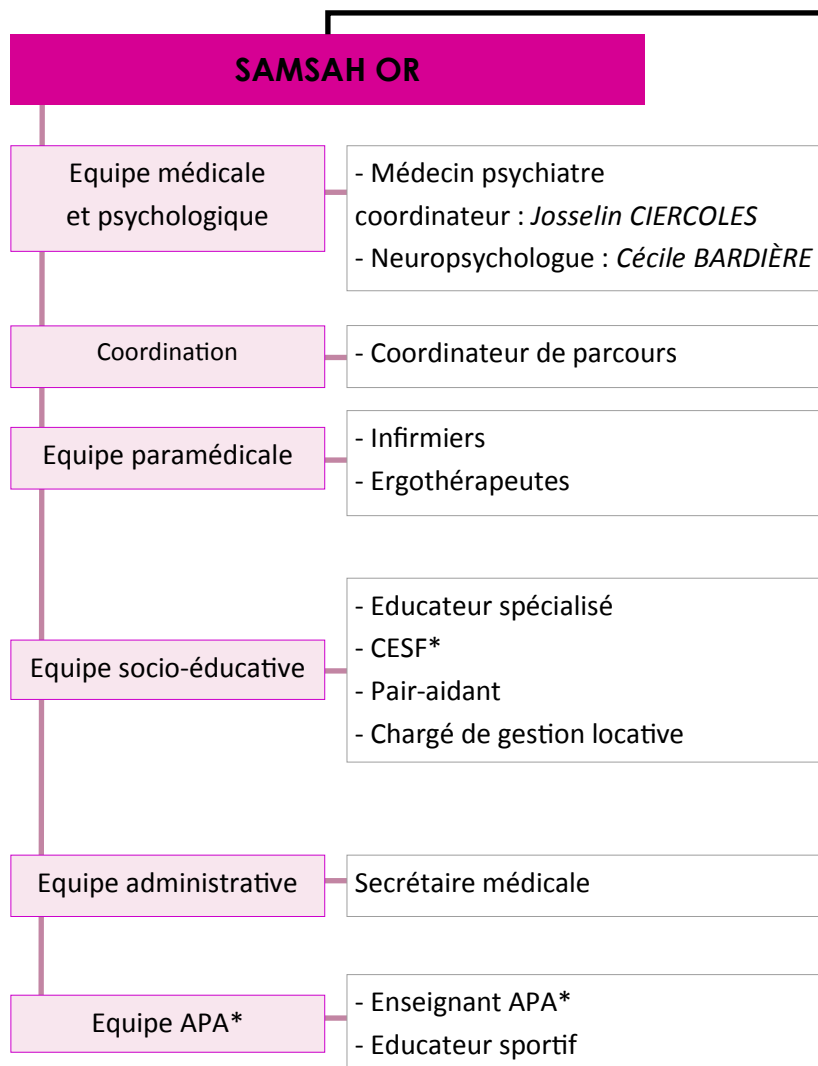 SAMSAH OR
Equipe médicale
et psychologique
- Médecin psychiatre
coordinateur : Josselin CIERCOLES
- Neuropsychologue : Cécile BARDIÈRE
Coordination
- Coordinateur de parcours
Equipe paramédicale
- Infirmiers
- Ergothérapeutes
Equipe socio-éducative
- Educateur spécialisé
- CESF*
- Pair-aidant
- Chargé de gestion locative
Equipe administrative
Secrétaire médicale
Equipe APA*
- Enseignant APA*
- Educateur sportif